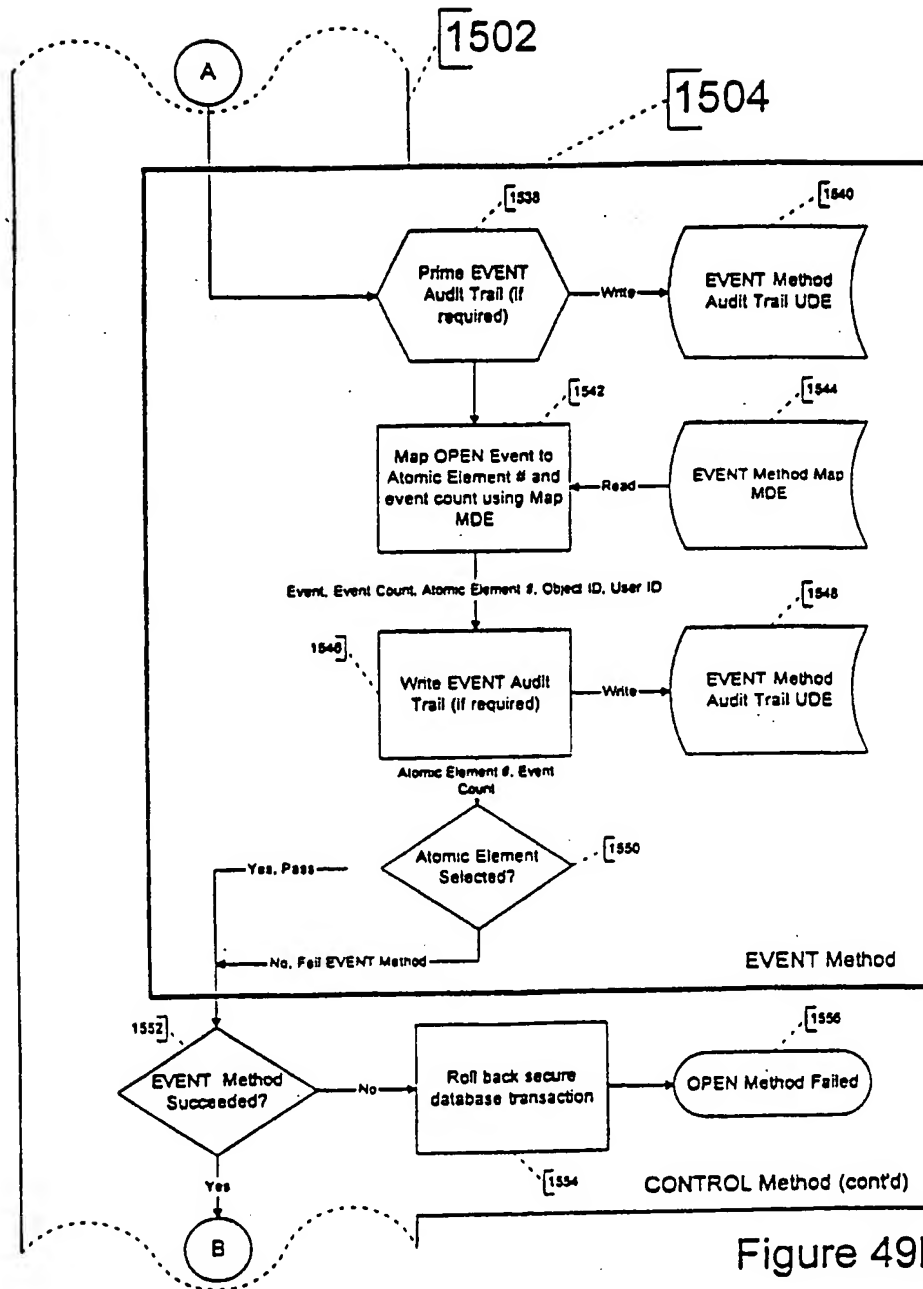 1502
A
1504
1538
1540
Prime EVENT
Audit Trail (if
required)
Write
EVENT Method
Audit Trail UDE
1542
1544
Map OPEN Event to
Atomic Element # and
event count using Map
MDE
Read
EVENT Method Map
MDE
Event, Event Count, Atomic Element #, Object ID, User ID
1546
1548
Write EVENT Audit
Trail (if required)
Write
EVENT Method
Audit Trail UDE
Atomic Element #, Event
Count
Atomic Element
Selected?
1550
Yes, Pass
No, Fail EVENT Method
EVENT Method
1552
EVENT Method
Succeeded?
No
Roll back secure
database transaction
1556
OPEN Method Failed
1554
Yes
CONTROL Method (cont'd)
B
Figure 49